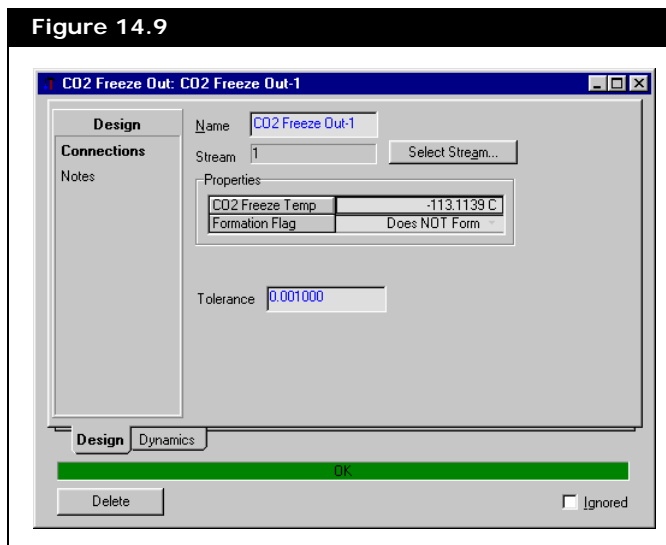 Figure 14.9
CO2 Freeze Out: CO2 Freeze Out-1
Design
Connections
Notes
Name CO2 Freeze Out-1
Stream 1 Select Stream...
Properties
CO2 Freeze Temp -113.1139 C
Formation Flag Does NOT Form
Tolerance 0.001000
Design Dynamics
OK
Delete Ignored